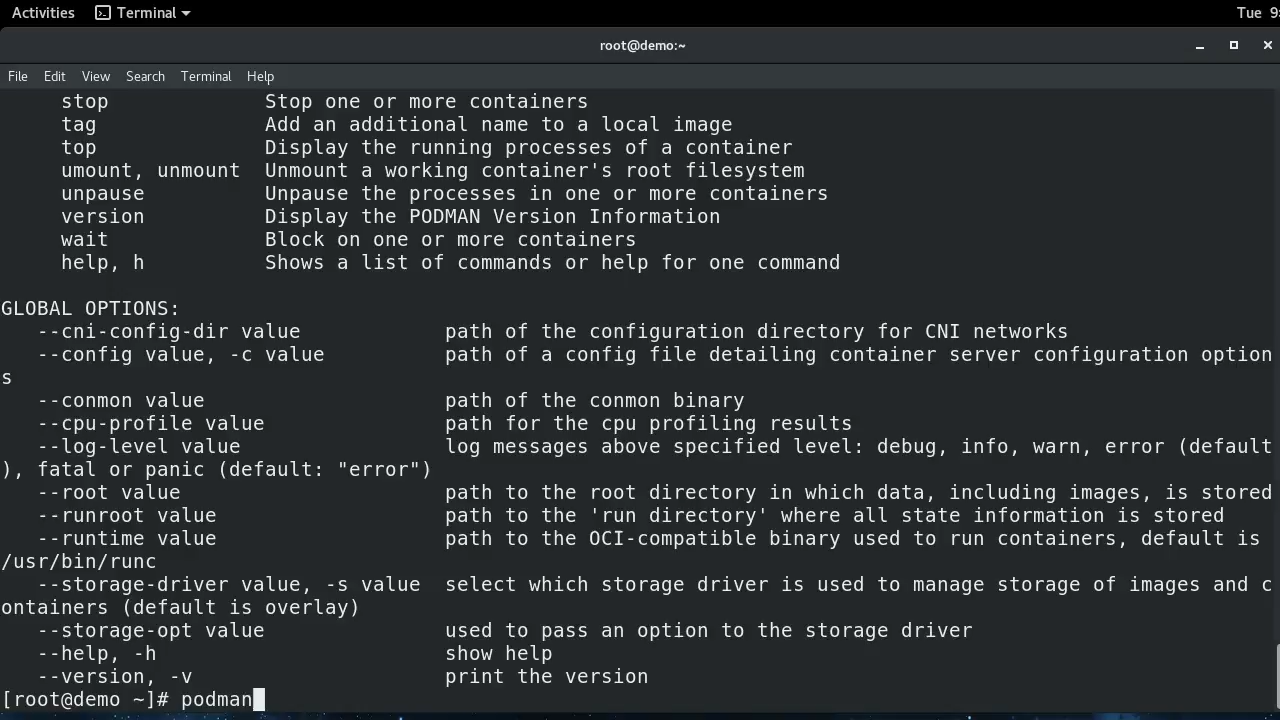 Activities Terminal Tue 9:
root@demo:~
File Edit View Search Terminal Help
stop Stop one or more containers
tag Add an additional name to a local image
top Display the running processes of a container
umount, unmount Unmount a working container's root filesystem
unpause Unpause the processes in one or more containers
version Display the PODMAN Version Information
wait Block on one or more containers
help, h Shows a list of commands or help for one command
GLOBAL OPTIONS:
--cni-config-dir value path of the configuration directory for CNI networks
--config value, -c value path of a config file detailing container server configuration option
s
--conmon value path of the conmon binary
--cpu-profile value path for the cpu profiling results
--log-level value log messages above specified level: debug, info, warn, error (default
), fatal or panic (default: "error")
--root value path to the root directory in which data, including images, is stored
--runroot value path to the 'run directory' where all state information is stored
--runtime value path to the OCI-compatible binary used to run containers, default is
/usr/bin/runc
--storage-driver value, -s value select which storage driver is used to manage storage of images and c
ontainers (default is overlay)
--storage-opt value used to pass an option to the storage driver
--help, -h show help
--version, -v print the version
[root@demo ~]# podman